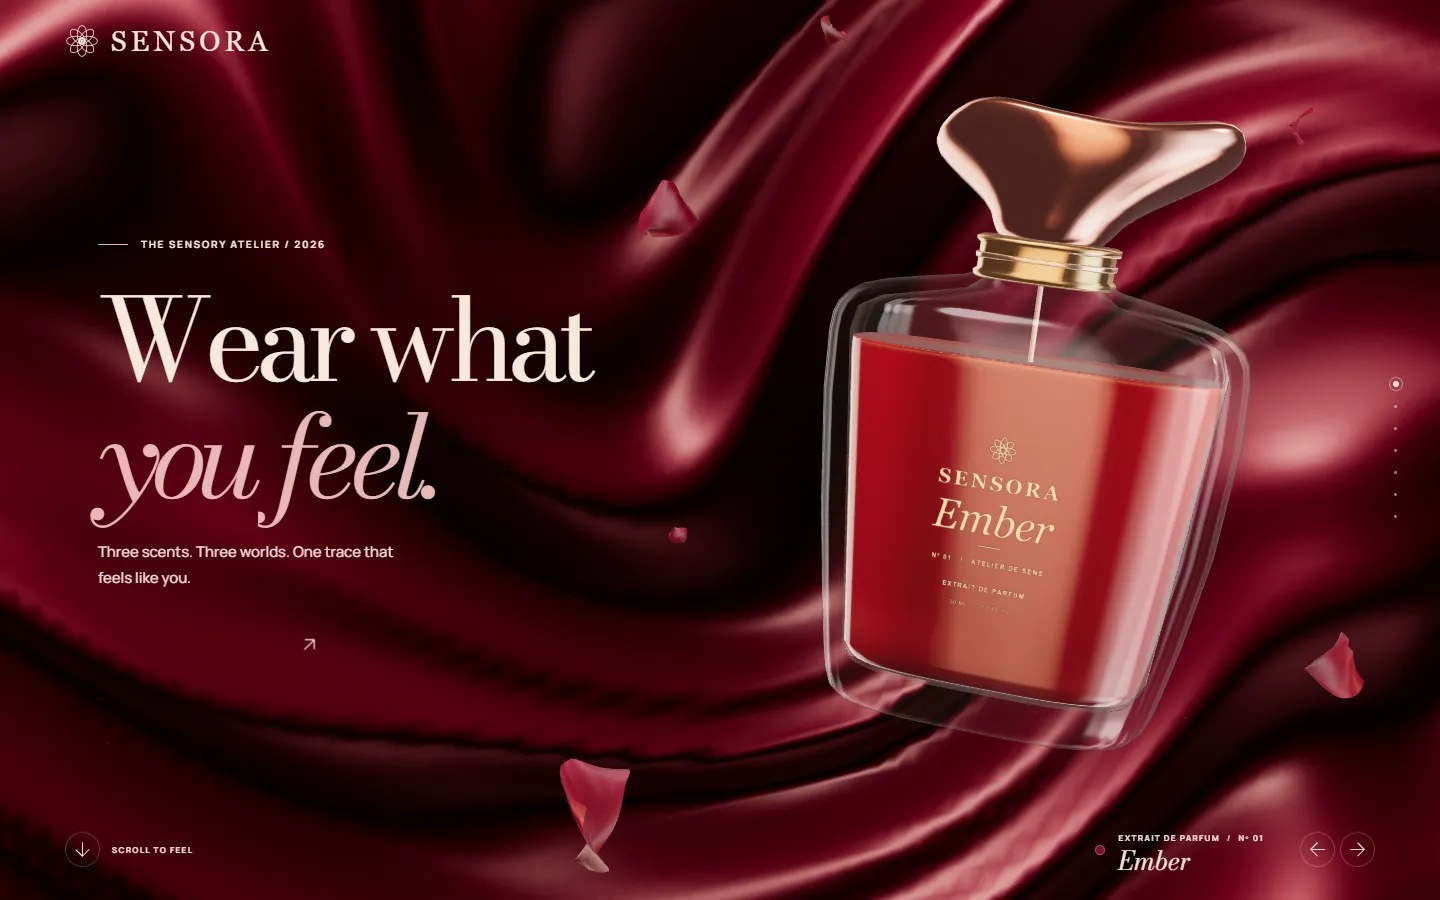 SENSORA
THE SENSORY ATELIER / 2026
Wear what
you feel.
Three scents. Three worlds. One trace that
feels like you.
SENSORA
Ember
Nº 01 | ATELIER DE SENS
EXTRAIT DE PARFUM
SCROLL TO FEEL
EXTRAIT DE PARFUM / Nº 01
Ember